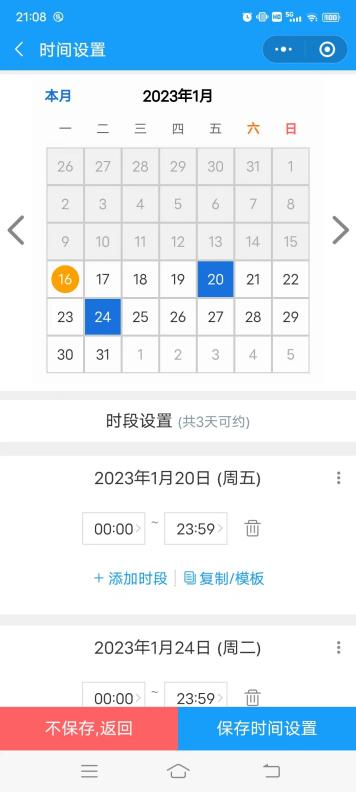 21:08
HD 5G 100
时间设置
本月 2023年1月
一 二 三 四 五 六 日
26 27 28 29 30 31 1
2 3 4 5 6 7 8
9 10 11 12 13 14 15
16 17 18 19 20 21 22
23 24 25 26 27 28 29
30 31 1 2 3 4 5
时段设置 (共3天可约)
2023年1月20日 (周五)
00:00 ~ 23:59
+ 添加时段 复制/模板
2023年1月24日 (周二)
00:00 ~ 23:59
不保存,返回 保存时间设置